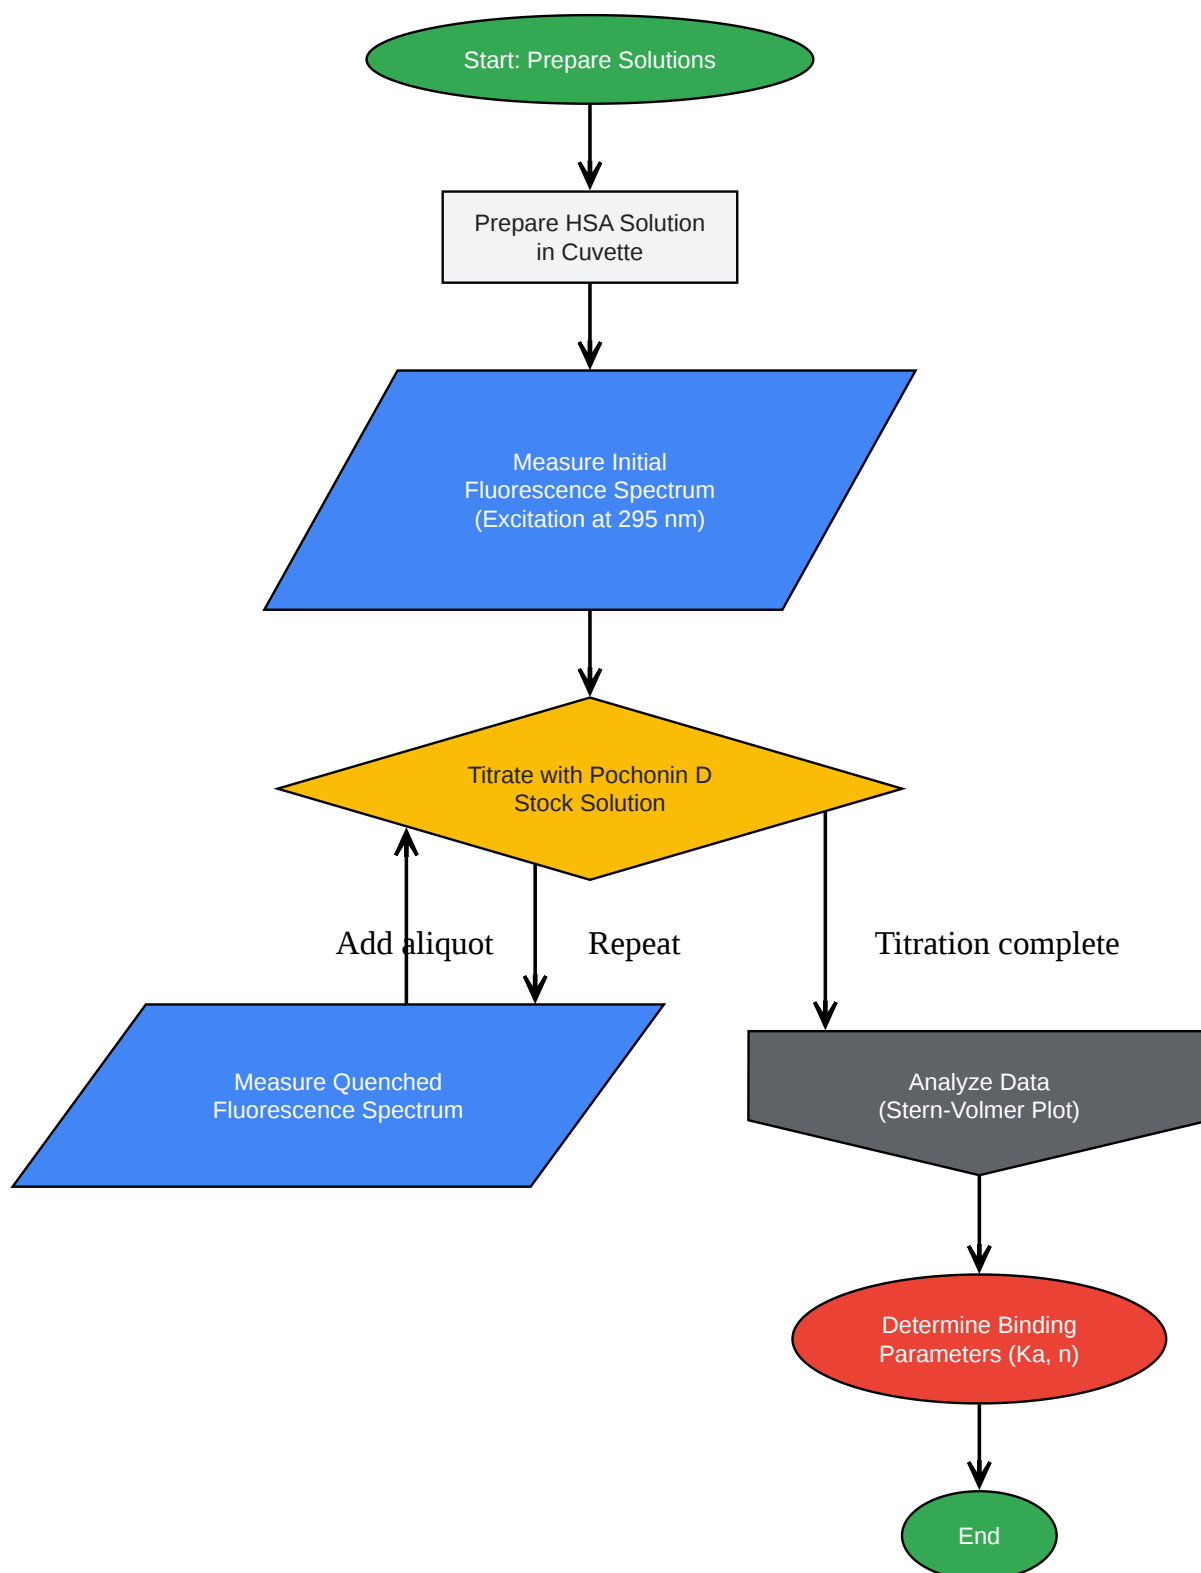 Start: Prepare Solutions
Prepare HSA Solution
in Cuvette
Measure Initial
Fluorescence Spectrum
(Excitation at 295 nm)
Titrate with Pochonin D
Stock Solution
Add aliquot
Repeat
Titration complete
Measure Quenched
Fluorescence Spectrum
Analyze Data
(Stern-Volmer Plot)
Determine Binding
Parameters (Ka, n)
End